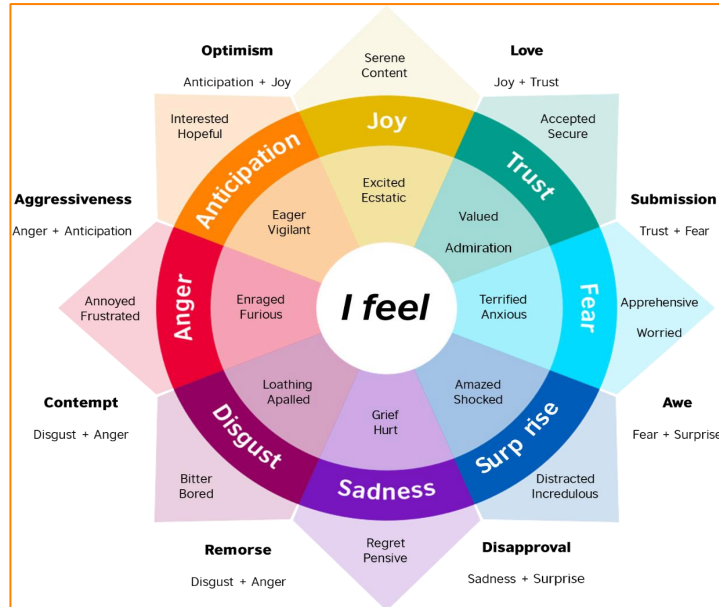 Optimism
Anticipation + Joy
Serene
Content
Love
Joy + Trust
Interested
Hopeful
Joy
Accepted
Secure
Anticipation
Trust
Excited
Ecstatic
Aggressiveness
Anger + Anticipation
Eager
Vigilant
Valued
Admiration
Submission
Trust + Fear
Annoyed
Frustrated
Anger
Enraged
Furious
I feel
Terrified
Anxious
Fear
Apprehensive
Worried
Loathing
Apalled
Grief
Hurt
Amazed
Shocked
Contempt
Disgust + Anger
Disgust
Surp rise
Awe
Fear + Surprise
Bitter
Bored
Sadness
Distracted
Incredulous
Remorse
Disgust + Anger
Regret
Pensive
Disapproval
Sadness + Surprise